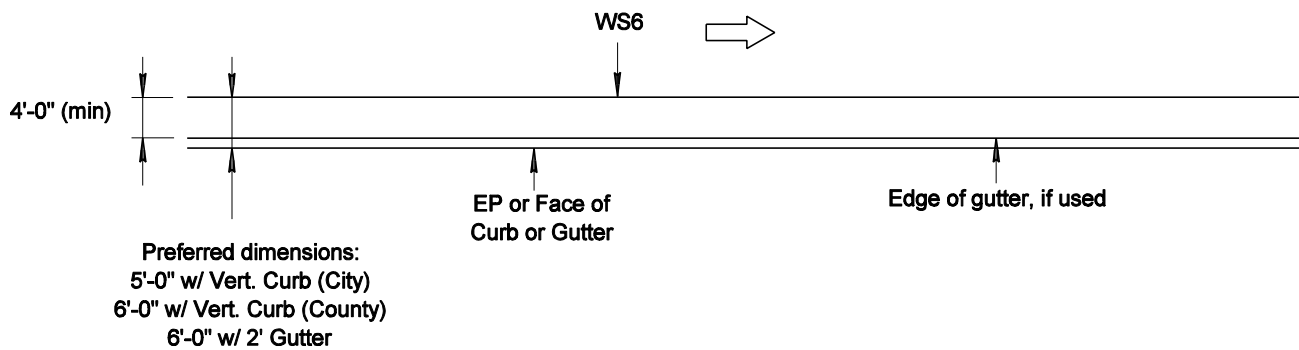 WS6
4'-0" (min)
EP or Face of
Curb or Gutter
Edge of gutter, if used
Preferred dimensions:
5'-0" w/ Vert. Curb (City)
6'-0" w/ Vert. Curb (County)
6'-0" w/ 2' Gutter